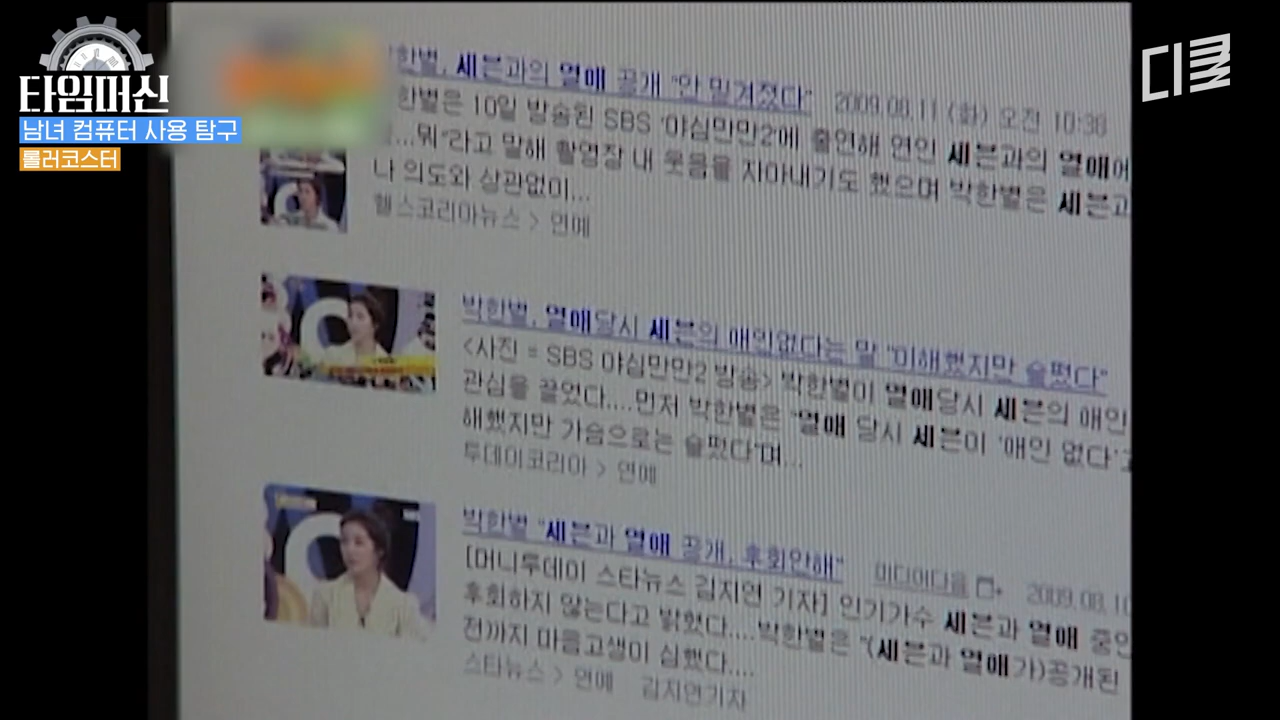 타임머신
남녀 컴퓨터 사용 탐구
롤러코스터
디클
박한별, 세븐과의 열애 공개 "안 밀겨졌다" 2009.08.11 (화) 오전 10:38
한별은 10일 방송된 SBS '야심만만2'에 출연해 연인 세븐과의 열애에
...뭐"라고 말해 촬영장 내 웃음을 자아내기도 했으며 박한별은 세븐과
나 의도와 상관없이...
헬스코리아뉴스 > 연예
박한별, 열애당시 세븐의 애인없다는 말 "이해했지만 슬펐다"
<사진 = SBS 야심만만2 방송> 박한별이 열애당시 세븐의 애인
관심을 끌었다....먼저 박한별은 "열애 당시 세븐이 '애인 없다'고
해했지만 가슴으로는 슬펐다"며...
투데이코리아 > 연예
박한별 "세븐과 열애 공개, 후회안해" 미디어다음 2009.08.10
[머니투데이 스타뉴스 김지연 기자] 인기가수 세븐과 열애 중인
후회하지 않는다고 밝혔다....박한별은 "(세븐과 열애가)공개된
전까지 마음고생이 심했다....
스타뉴스 > 연예 김지연기자